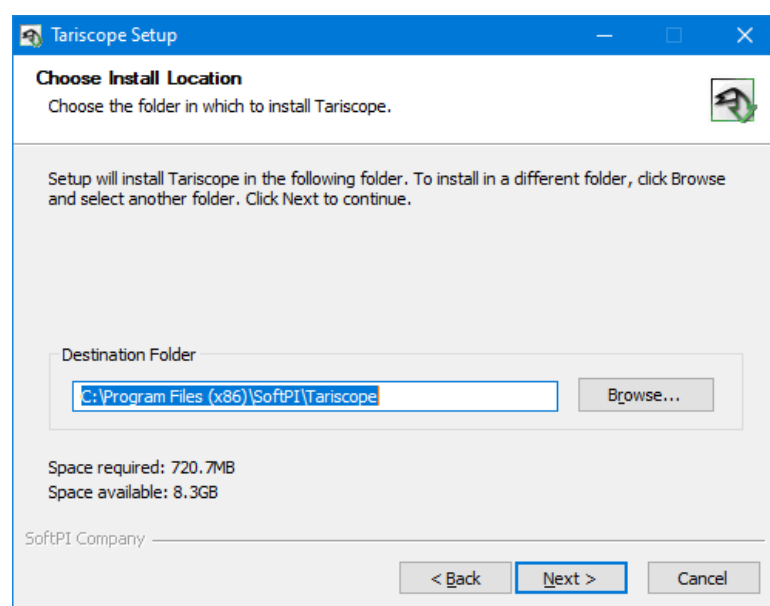 Tariscope Setup
Choose Install Location
Choose the folder in which to install Tariscope.
Setup will install Tariscope in the following folder. To install in a different folder, click Browse
and select another folder. Click Next to continue.
Destination Folder
C:\Program Files (x86)\SoftPI\Tariscope
Browse...
Space required: 720.7MB
Space available: 8.3GB
SoftPI Company
< Back
Next >
Cancel